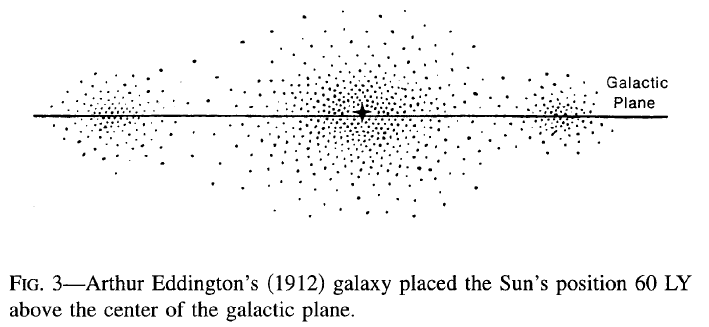 Galactic
Plane
FIG. 3—Arthur Eddington's (1912) galaxy placed the Sun's position 60 LY
above the center of the galactic plane.